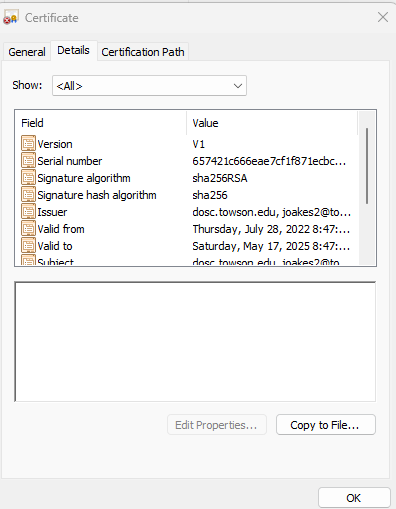 Certificate
General Details Certification Path
Show: <All>
Field Value
Version V1
Serial number 657421c666eae7cf1f871ecbc...
Signature algorithm sha256RSA
Signature hash algorithm sha256
Issuer dosc.towson.edu, joakes2@to...
Valid from Thursday, July 28, 2022 8:47:...
Valid to Saturday, May 17, 2025 8:47:...
Subject dosc.towson.edu, joakes2@to...
Edit Properties... Copy to File...
OK